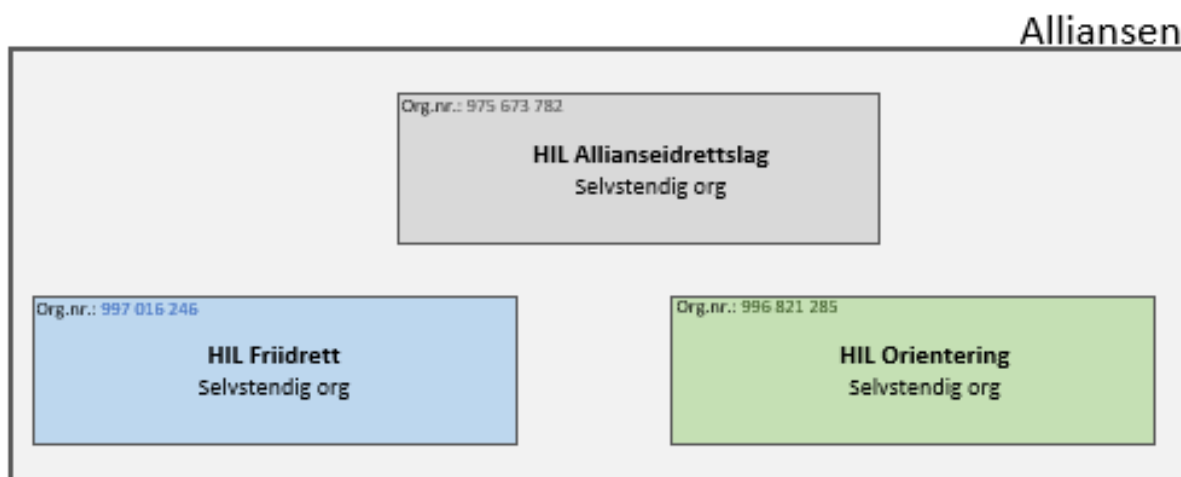 Alliansen
Org.nr.: 975 673 782
HIL Allianseidrettslag
Selvstendig org
Org.nr.: 997 016 246
HIL Friidrett
Selvstendig org
Org.nr.: 996 821 285
HIL Orientering
Selvstendig org